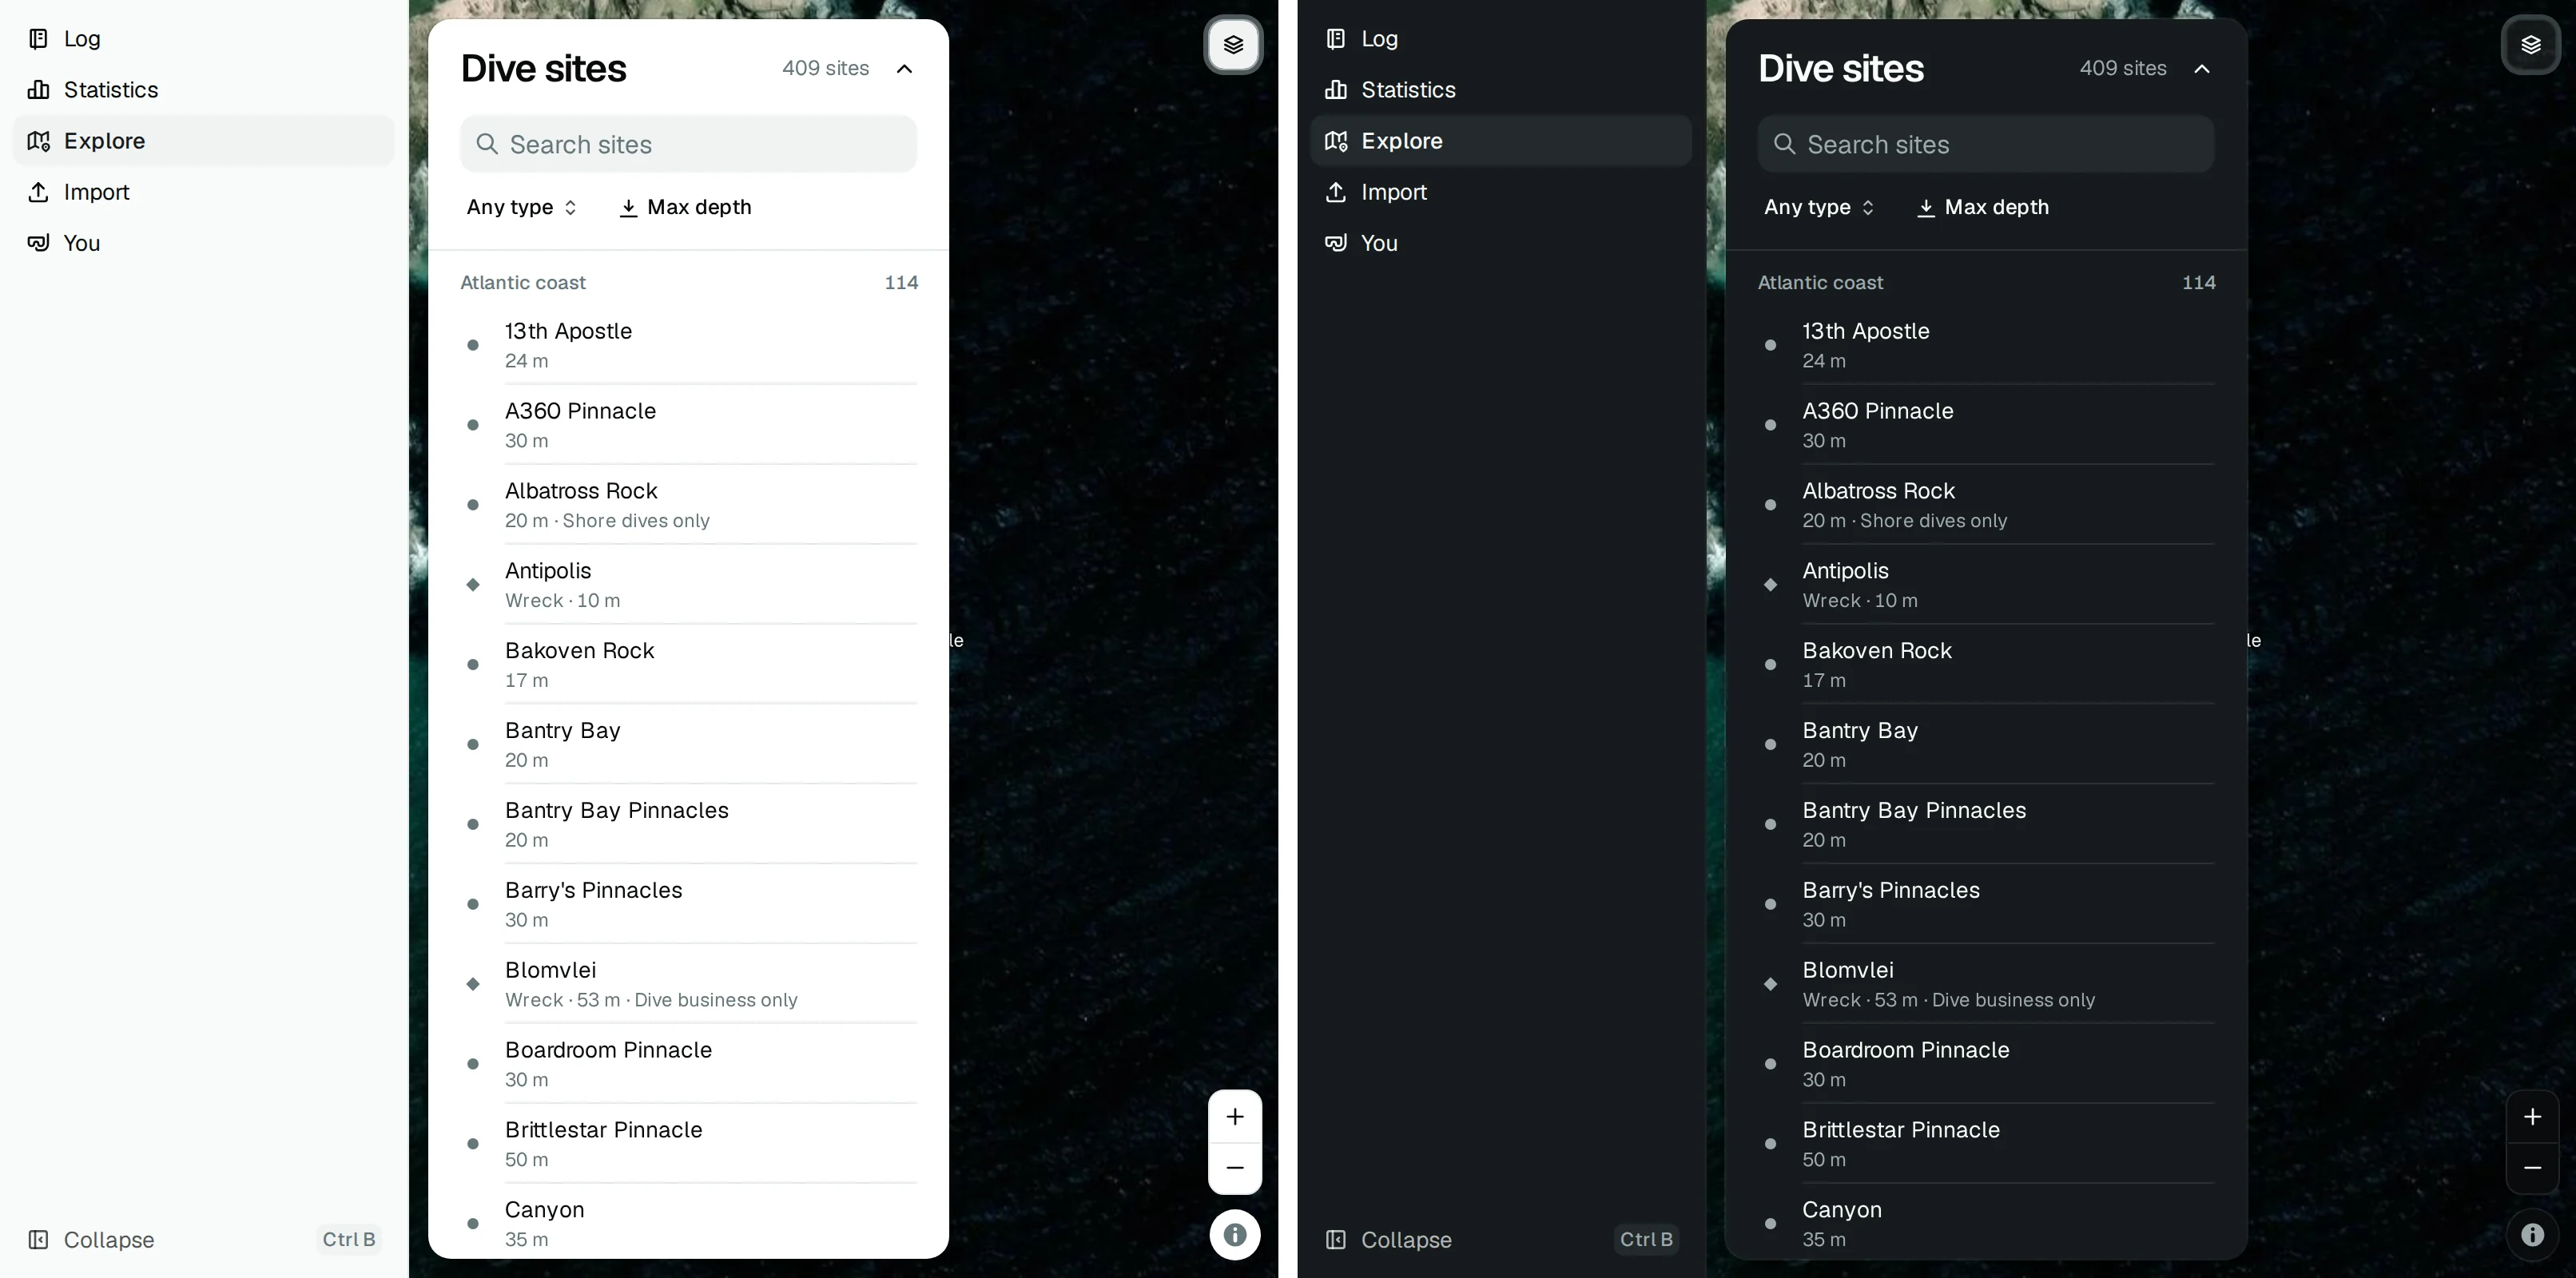 Log
Statistics
Explore
Import
You
Collapse
Ctrl B
Dive sites
409 sites
Search sites
Any type
Max depth
Atlantic coast
114
13th Apostle
24 m
A360 Pinnacle
30 m
Albatross Rock
20 m · Shore dives only
Antipolis
Wreck · 10 m
Bakoven Rock
17 m
Bantry Bay
20 m
Bantry Bay Pinnacles
20 m
Barry's Pinnacles
30 m
Blomvlei
Wreck · 53 m · Dive business only
Boardroom Pinnacle
30 m
Brittlestar Pinnacle
50 m
Canyon
35 m
le
Log
Statistics
Explore
Import
You
Collapse
Ctrl B
Dive sites
409 sites
Search sites
Any type
Max depth
Atlantic coast
114
13th Apostle
24 m
A360 Pinnacle
30 m
Albatross Rock
20 m · Shore dives only
Antipolis
Wreck · 10 m
Bakoven Rock
17 m
Bantry Bay
20 m
Bantry Bay Pinnacles
20 m
Barry's Pinnacles
30 m
Blomvlei
Wreck · 53 m · Dive business only
Boardroom Pinnacle
30 m
Brittlestar Pinnacle
50 m
Canyon
35 m
le